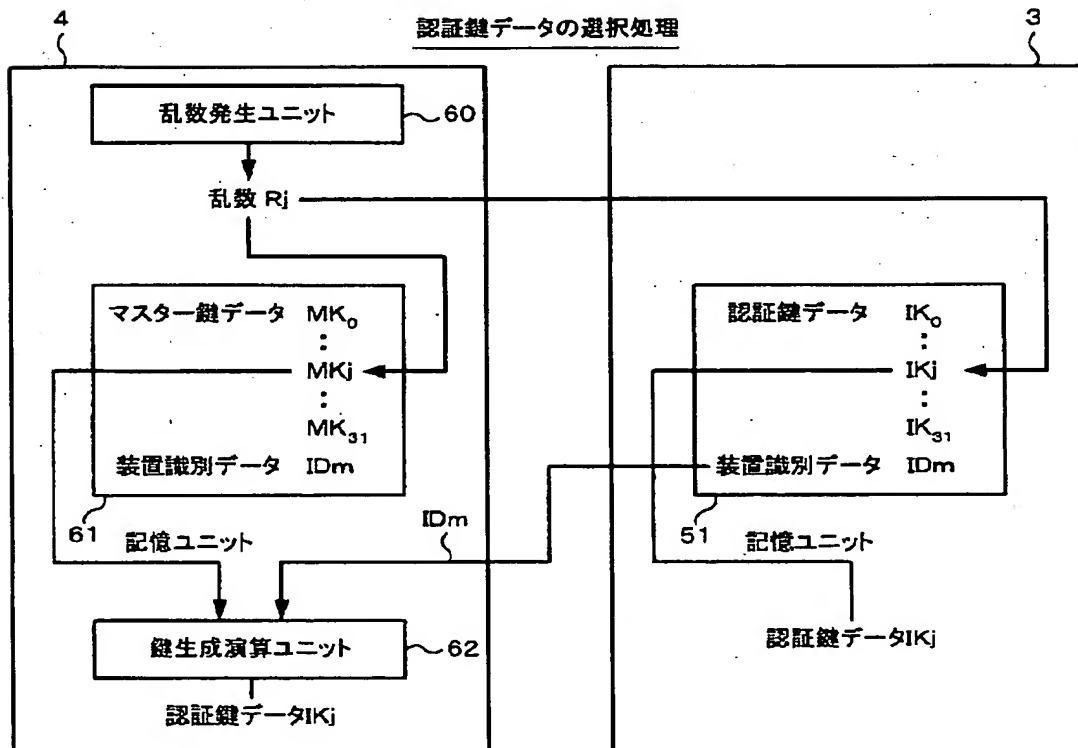 認証鍵データの選択処理
4
3
乱数発生ユニット
60
乱数 Rj
マスター鍵データ MK₀
:
MKj
:
MK₃₁
装置識別データ IDm
61
記憶ユニット
IDm
鍵生成演算ユニット
62
認証鍵データIKj
認証鍵データ IK₀
:
IKj
:
IK₃₁
装置識別データ IDm
51
記憶ユニット
認証鍵データIKj